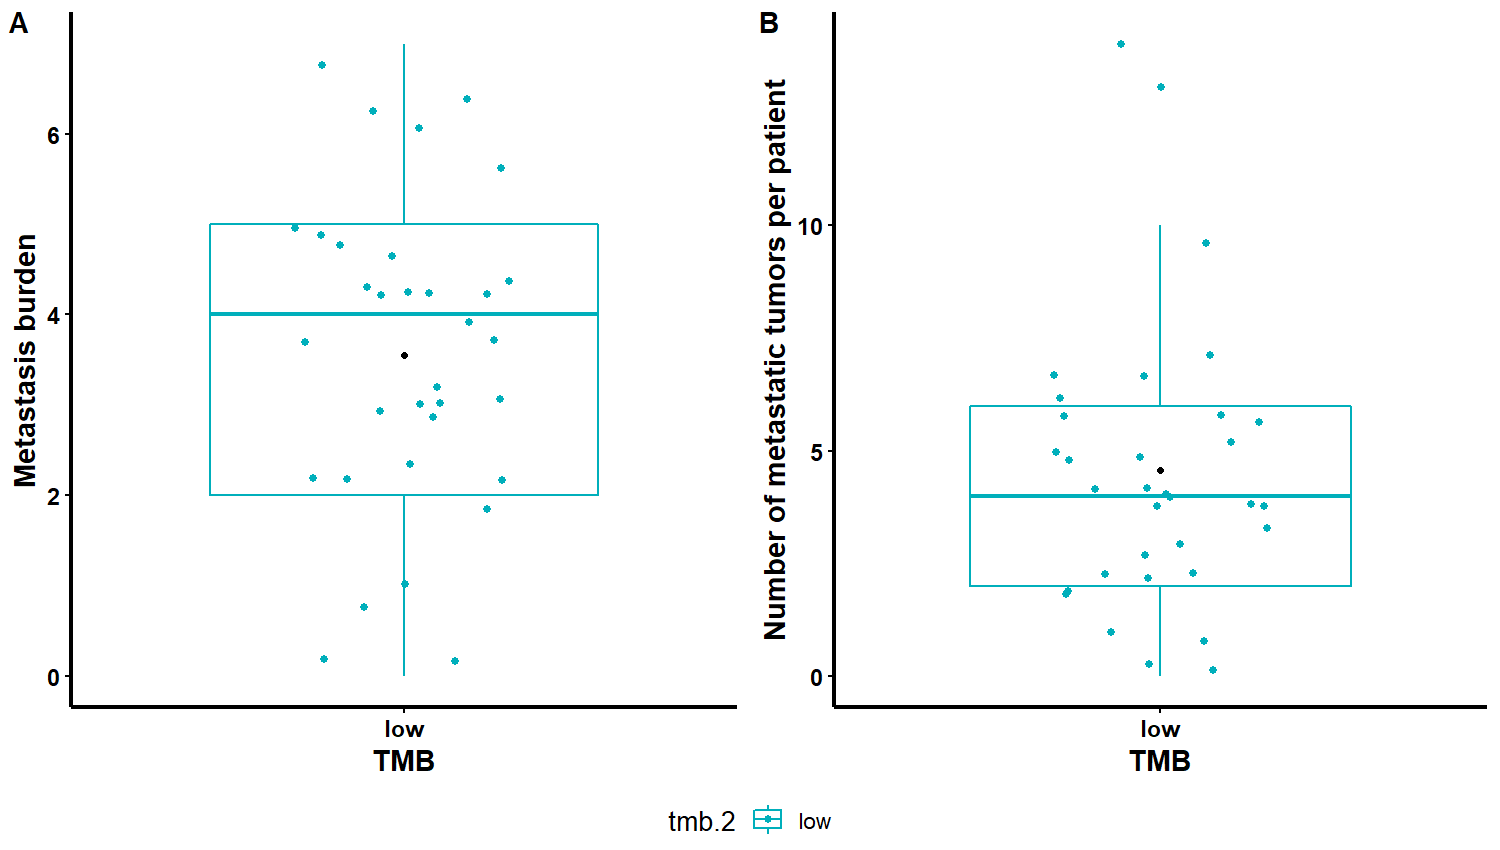 A
Metastasis burden
6
4
2
0
low
TMB
B
Number of metastatic tumors per patient
10
5
0
low
TMB
tmb.2 low